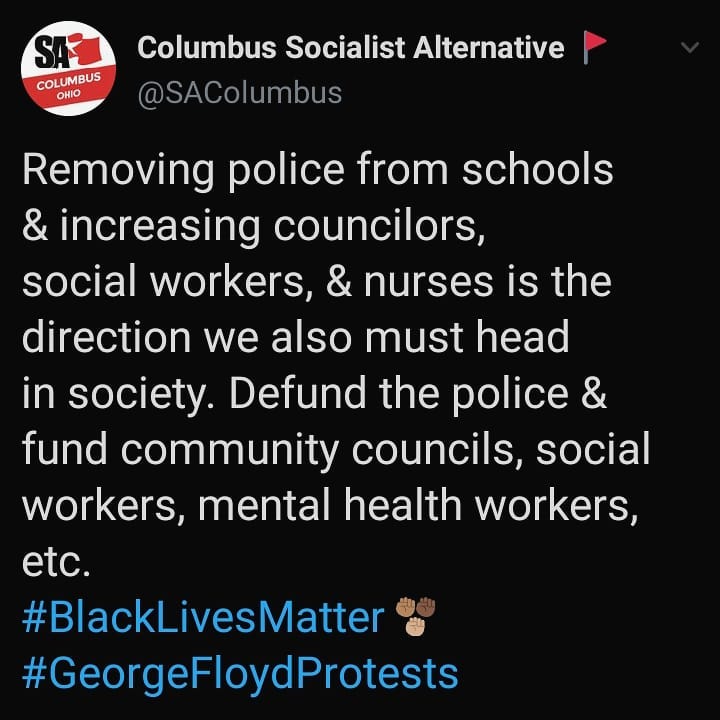 SA
COLUMBUS
OHIO
Columbus Socialist Alternative 🚩
@SAColumbus
Removing police from schools
& increasing councilors,
social workers, & nurses is the
direction we also must head
in society. Defund the police &
fund community councils, social
workers, mental health workers,
etc.
#BlackLivesMatter ✊🏽✊🏾✊🏼
#GeorgeFloydProtests